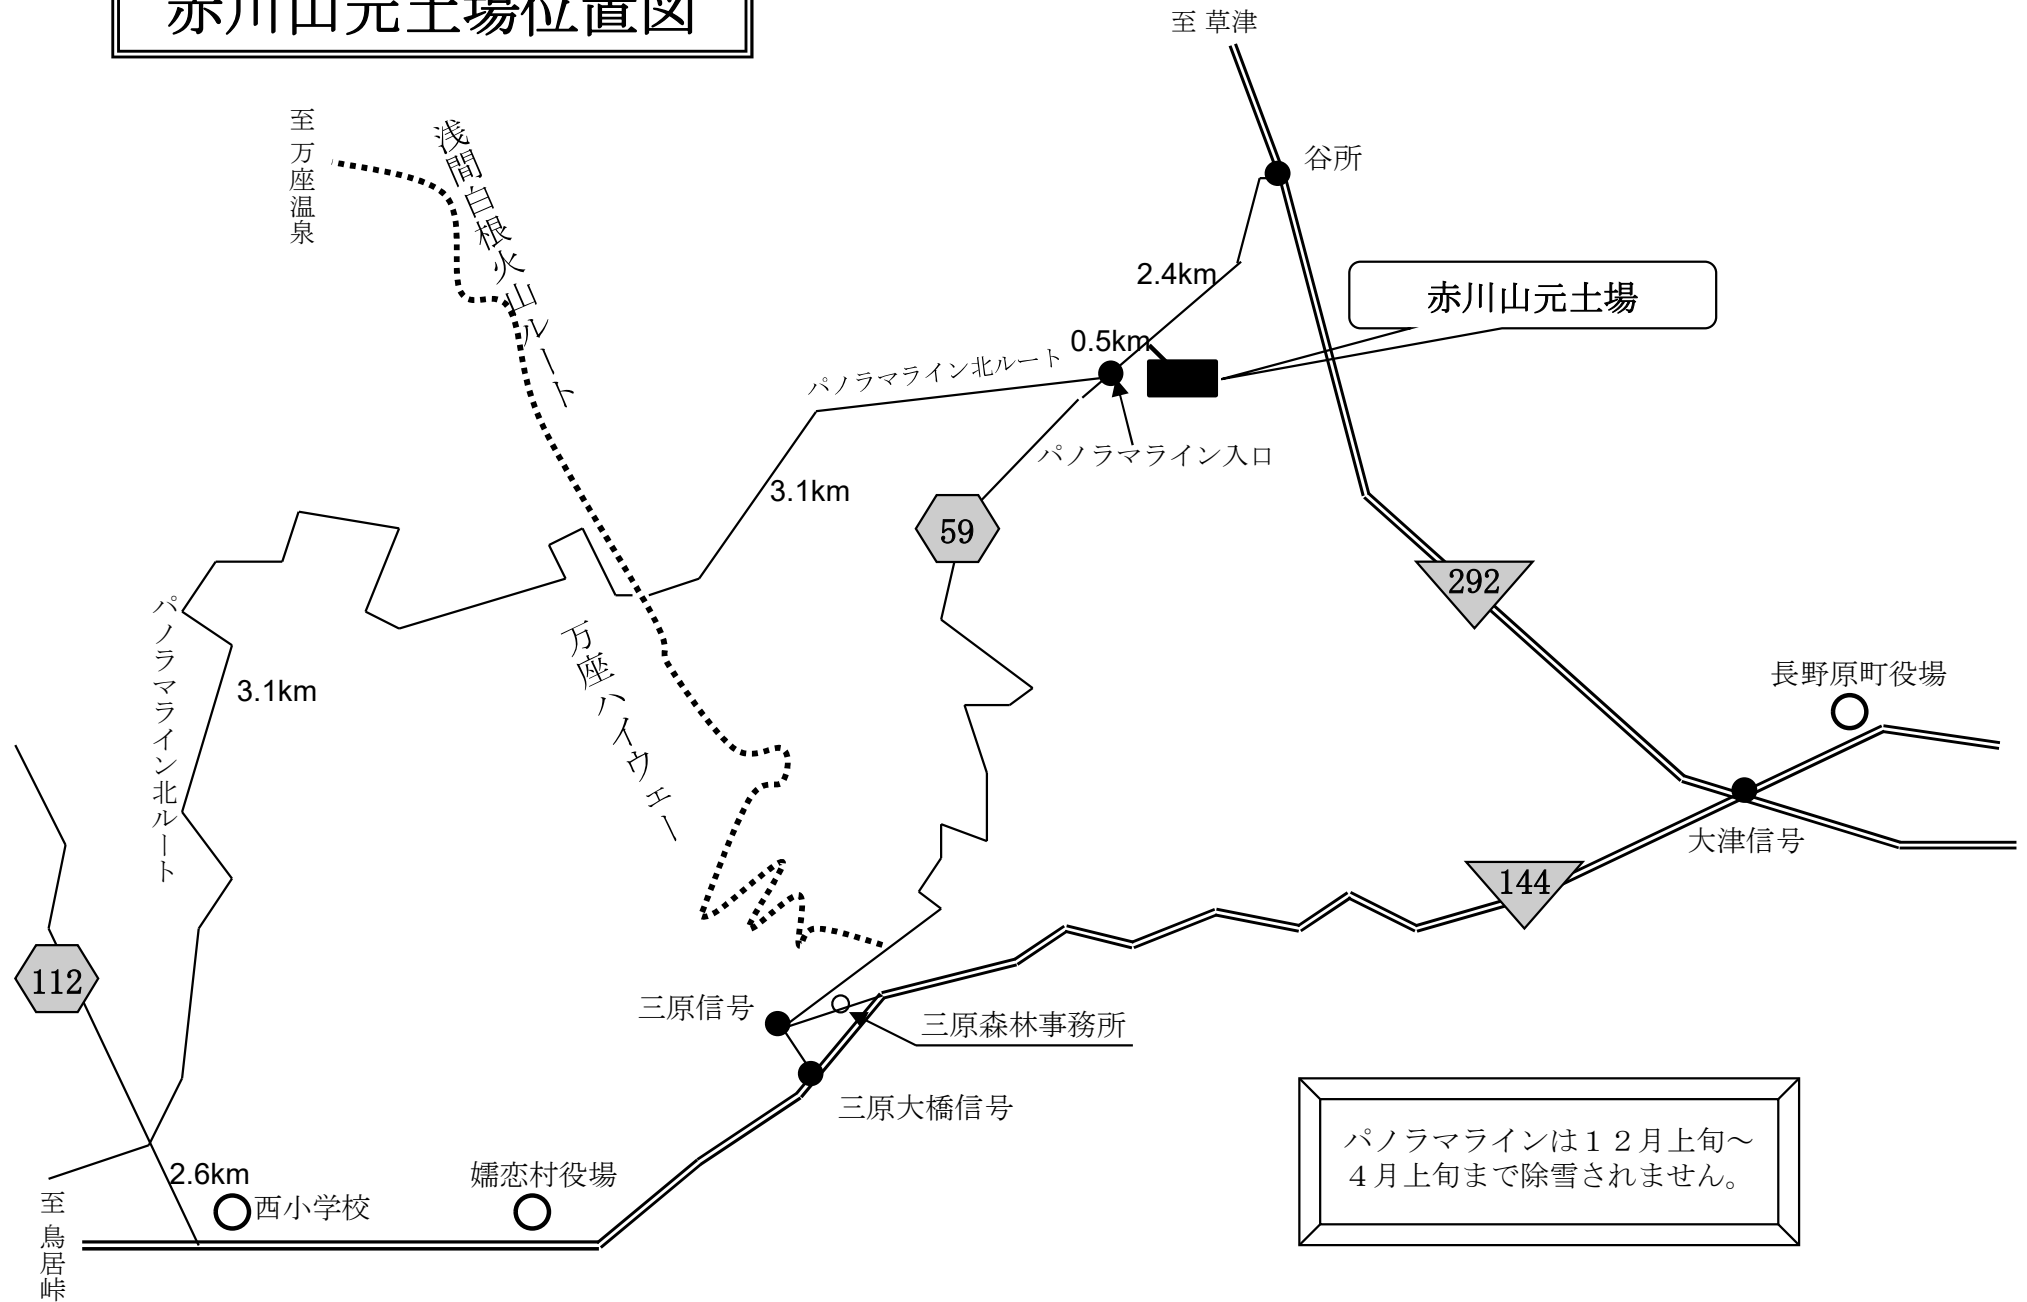 赤川山元土場位置図
至 草津
至 万座温泉
浅間白根火山ルート
谷所
2.4km
赤川山元土場
0.5km
パノラマライン北ルート
パノラマライン入口
3.1km
59
292
パノラマライン北ルート
3.1km
万座ハイウェー
長野原町役場
大津信号
144
112
三原信号
三原森林事務所
三原大橋信号
2.6km
西小学校
嬬恋村役場
至 鳥居峠
パノラマラインは１２月上旬～
４月上旬まで除雪されません。